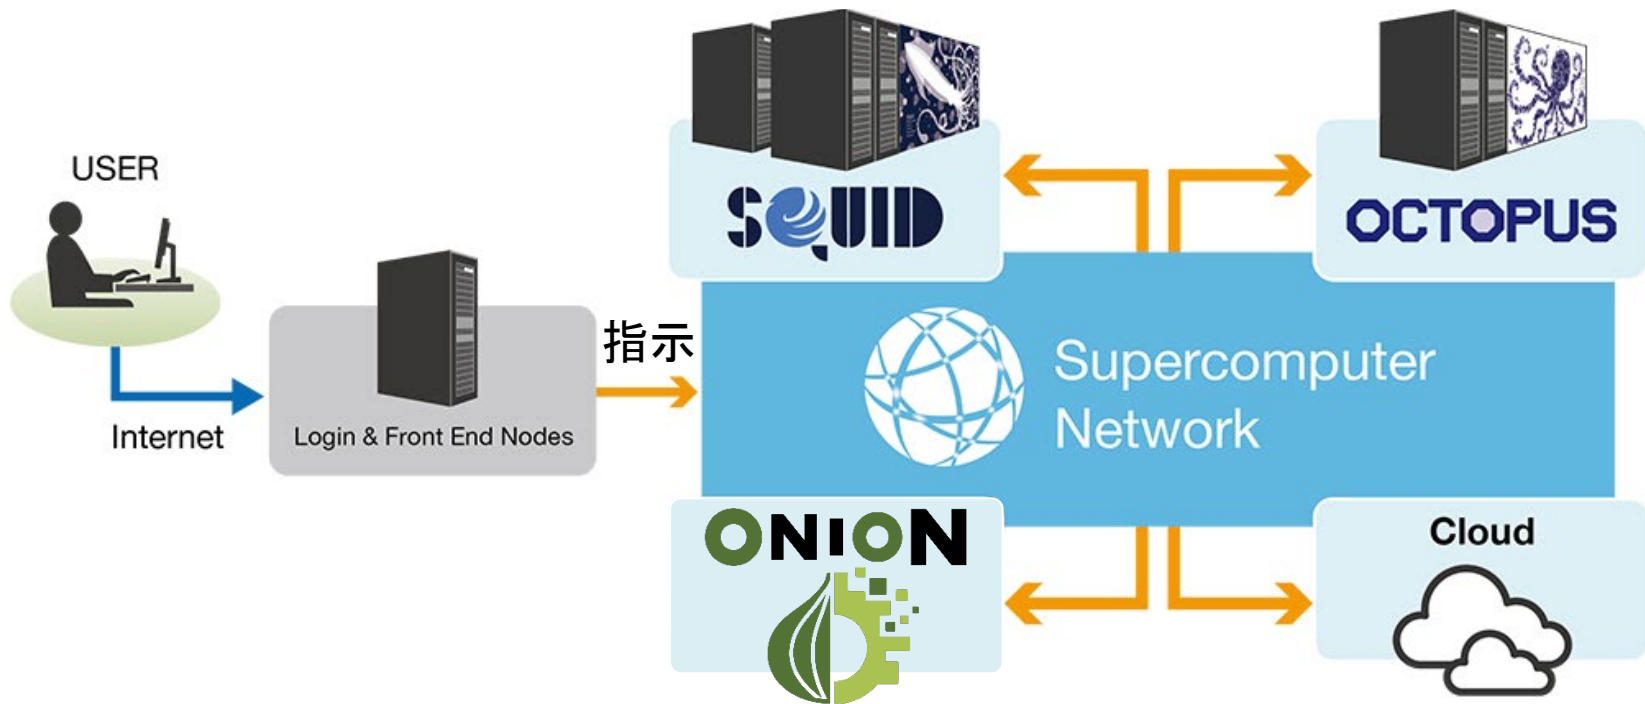 USER
Internet
Login & Front End Nodes
指示
SQUID
OCTOPUS
Supercomputer
Network
ONION
Cloud